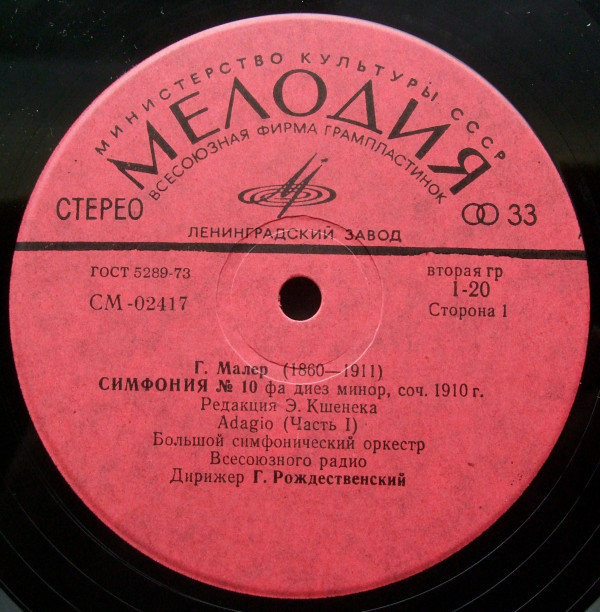 МИНИСТЕРСТВО КУЛЬТУРЫ СССР
МЕЛОДИЯ
ВСЕСОЮЗНАЯ ФИРМА ГРАМПЛАСТИНОК
СТЕРЕО
33
ЛЕНИНГРАДСКИЙ ЗАВОД
ГОСТ 5289-73
вторая гр
СМ-02417
1-20
Сторона 1
Г. Малер (1860—1911)
СИМФОНИЯ № 10 фа диез минор, соч. 1910 г.
Редакция Э. Кшенека
Adagio (Часть I)
Большой симфонический оркестр
Всесоюзного радио
Дирижер Г. Рождественский